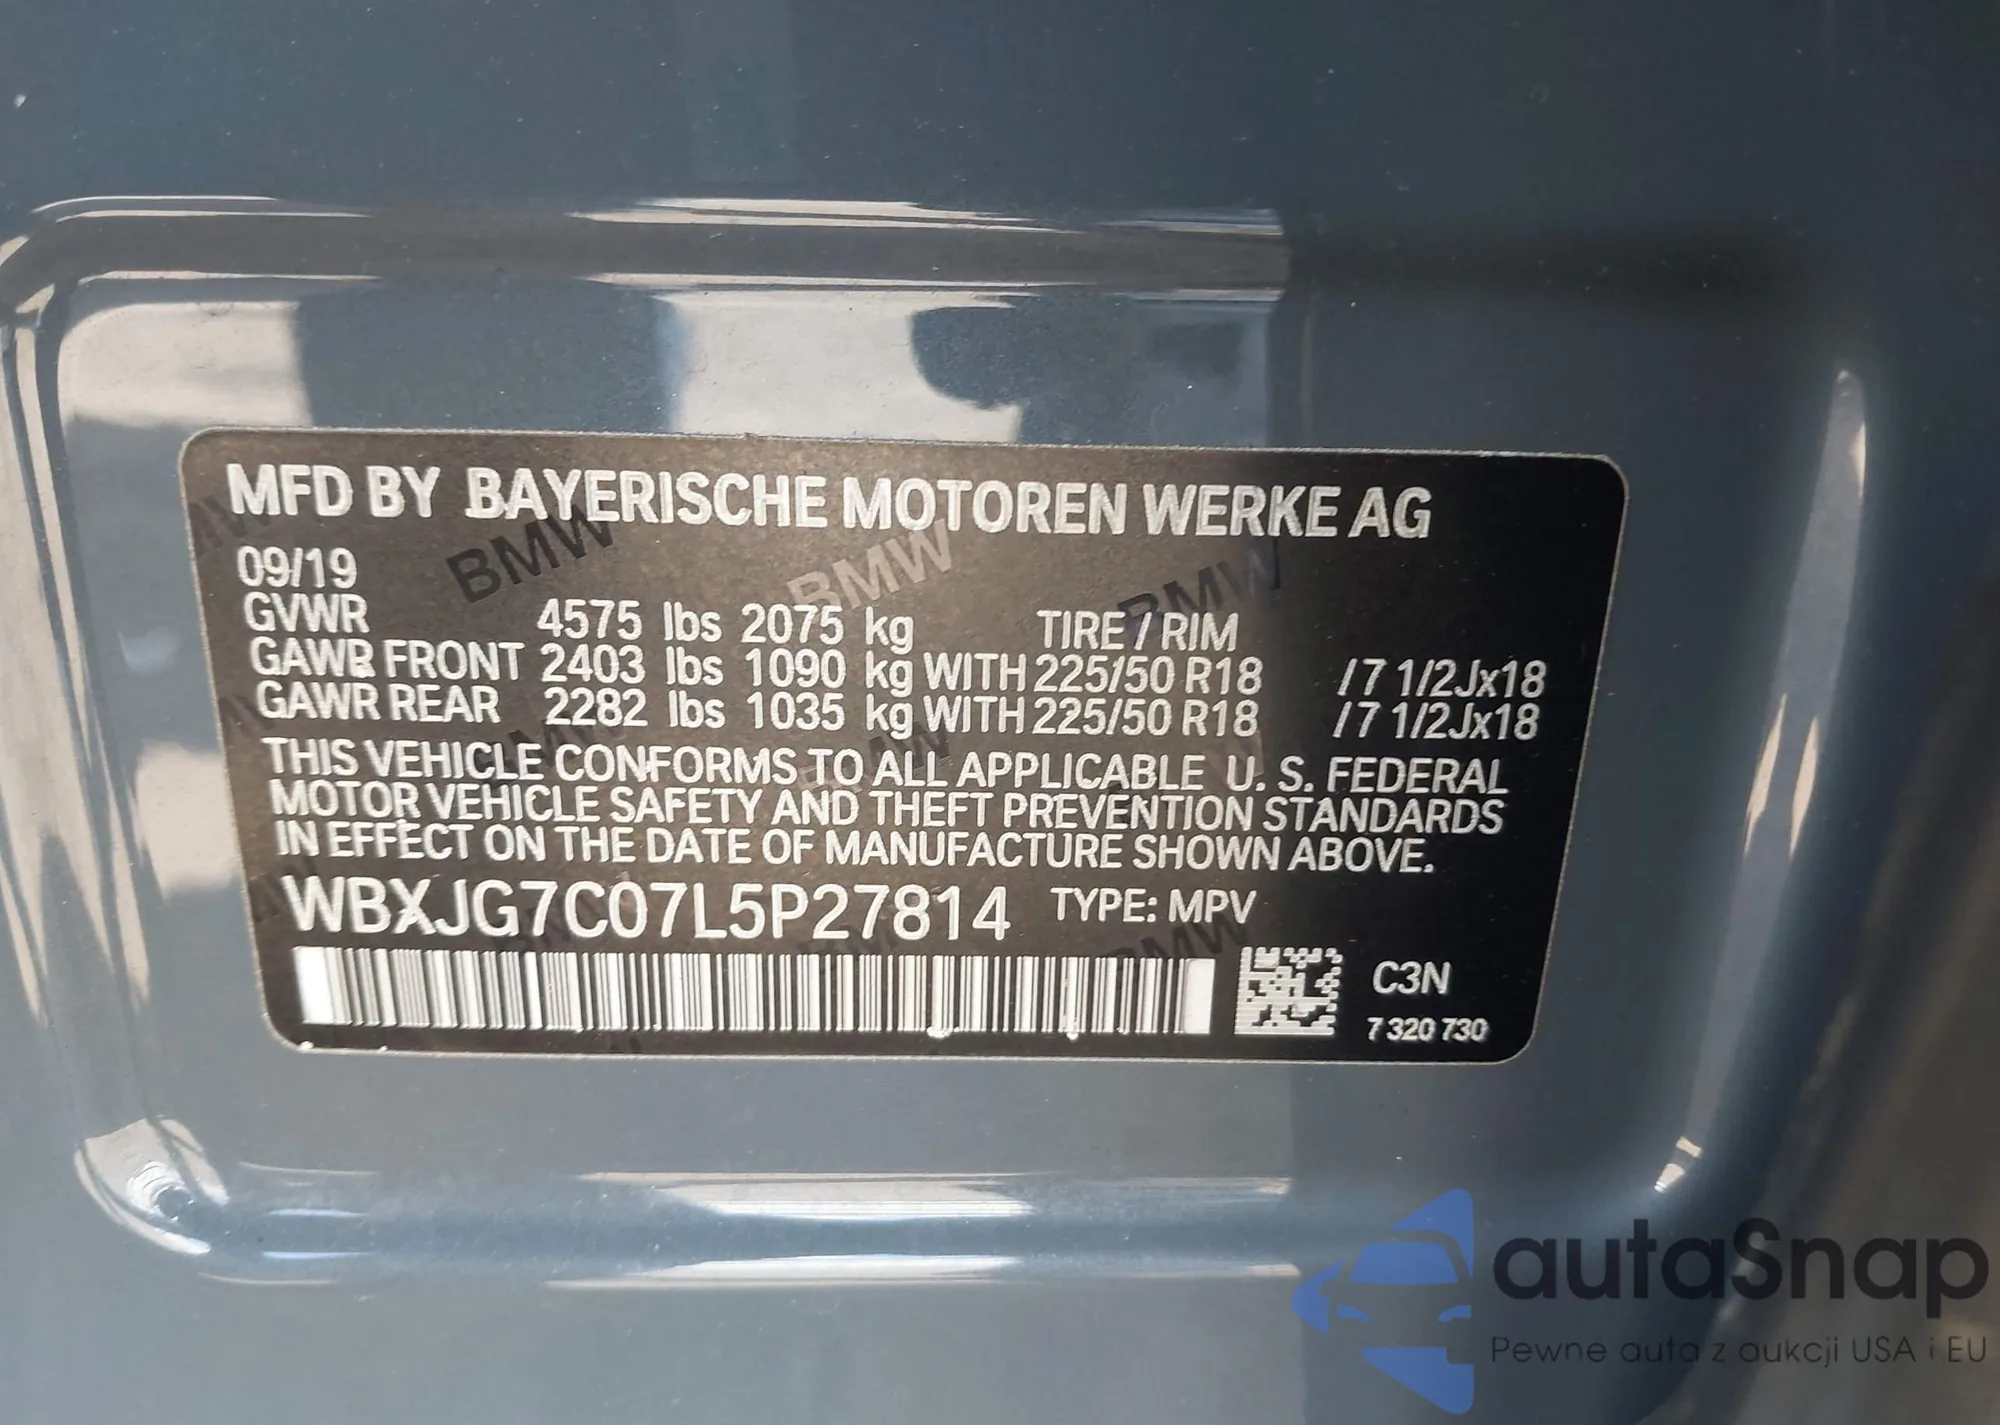 MFD BY BAYERISCHE MOTOREN WERKE AG
09/19
GVWR 4575 lbs 2075 kg TIRE / RIM
GAWR FRONT 2403 lbs 1090 kg WITH 225/50 R18 /7 1/2Jx18
GAWR REAR 2282 lbs 1035 kg WITH 225/50 R18 /7 1/2Jx18
THIS VEHICLE CONFORMS TO ALL APPLICABLE U. S. FEDERAL
MOTOR VEHICLE SAFETY AND THEFT PREVENTION STANDARDS
IN EFFECT ON THE DATE OF MANUFACTURE SHOWN ABOVE.
WBXJG7C07L5P27814 TYPE: MPV
C3N
7 320 730
BMW BMW BMW
autaSnap
Pewne auta z aukcji USA i EU